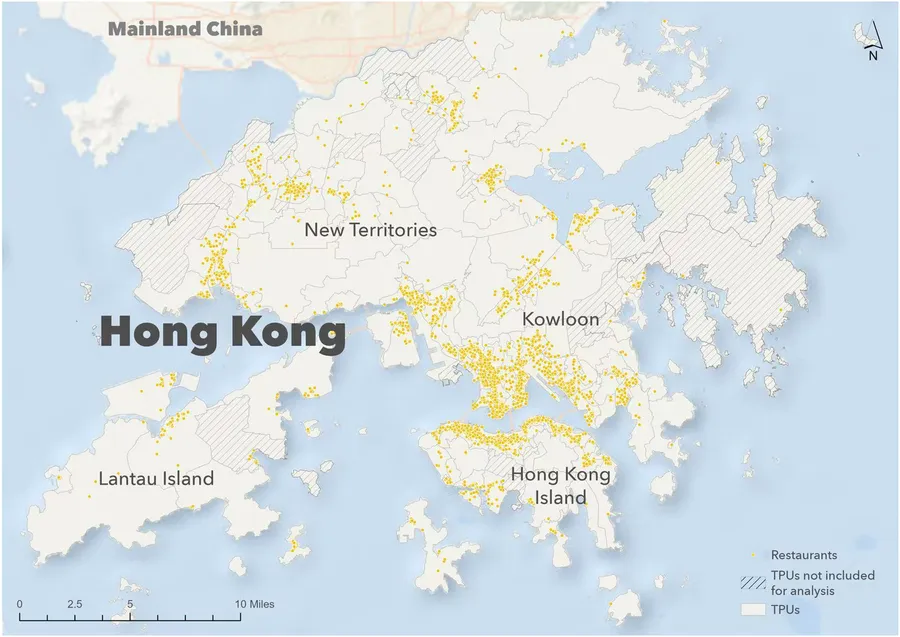 Mainland China
N
New Territories
Hong Kong
Kowloon
Lantau Island
Hong Kong
Island
Restaurants
TPUs not included
for analysis
TPUs
0 2.5 5 10 Miles